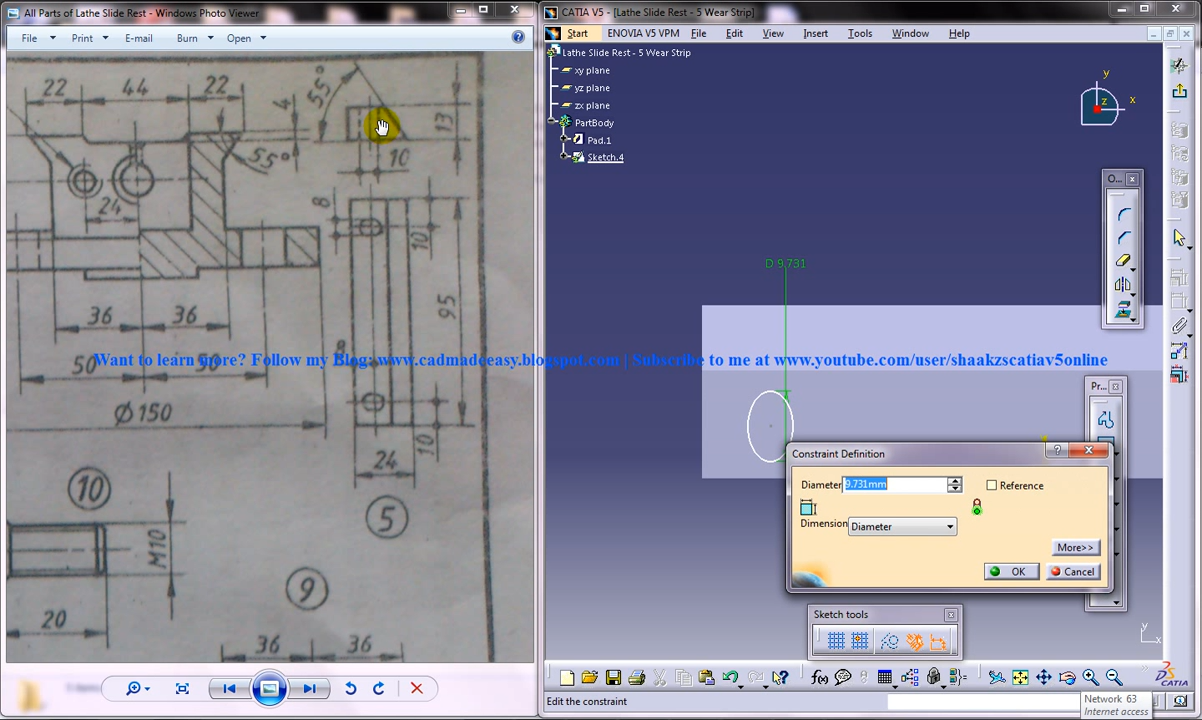 All Parts of Lathe Slide Rest - Windows Photo Viewer
File
Print
E-mail
Burn
Open
22
44
22
4
55°
13
10
55°
24
8
10
95
36
36
50
50
8
Ø150
10
24
10
5
M10
20
9
36
36
CATIA V5 - [Lathe Slide Rest - 5 Wear Strip]
Start
ENOVIA V5 VPM
File
Edit
View
Insert
Tools
Window
Help
Lathe Slide Rest - 5 Wear Strip
xy plane
yz plane
zx plane
PartBody
Pad.1
Sketch.4
y
x
z
O...
D 9.731
Want to learn more? Follow my Blog: www.cadmadeeasy.blogspot.com | Subscribe to me at www.youtube.com/user/shaakzscatiav5online
Pr...
Constraint Definition
Diameter
9.731mm
Reference
Dimension
Diameter
More>>
OK
Cancel
Sketch tools
y
x
CATIA
Edit the constraint
Network 63
Internet access